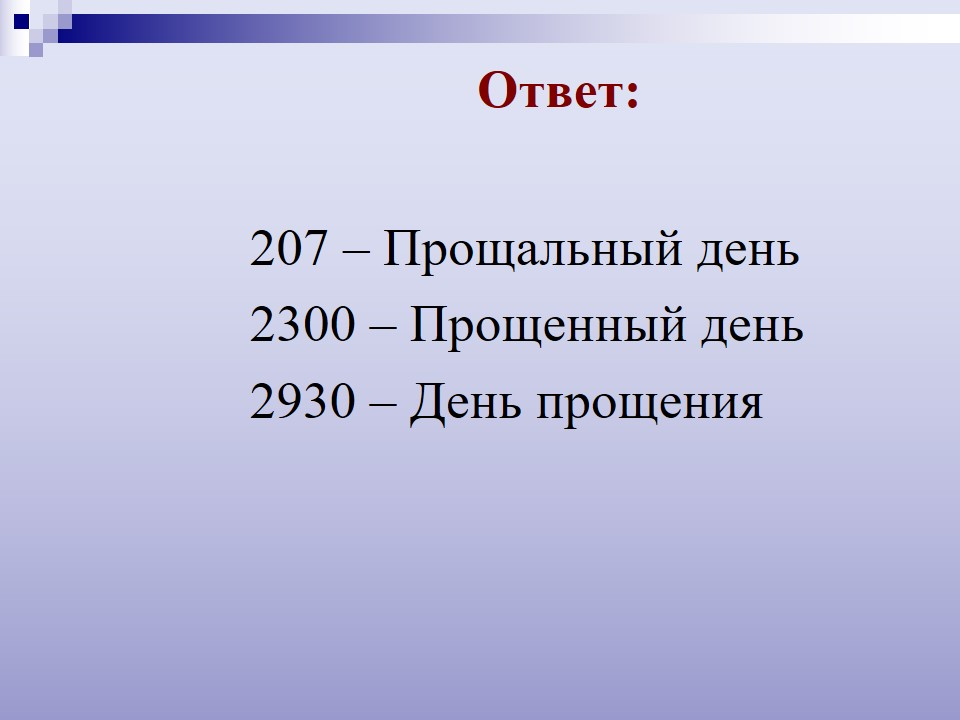 Ответ:
207 – Прощальный день
2300 – Прощенный день
2930 – День прощения